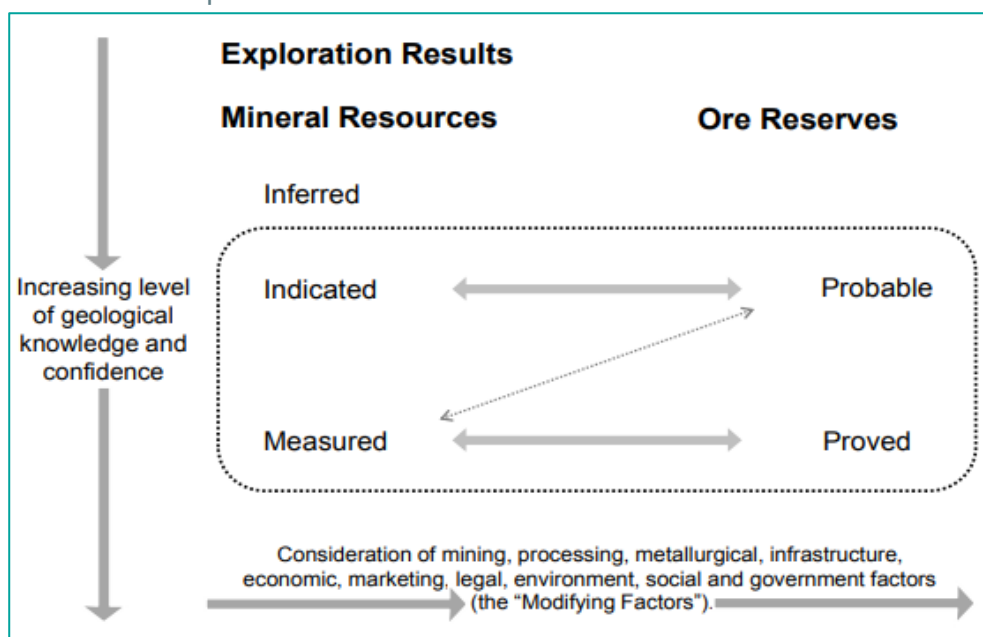 Exploration Results
Mineral Resources
Ore Reserves
Inferred
Indicated
Probable
Increasing level
of geological
knowledge and
confidence
Measured
Proved
Consideration of mining, processing, metallurgical, infrastructure,
economic, marketing, legal, environment, social and government factors
(the “Modifying Factors”).